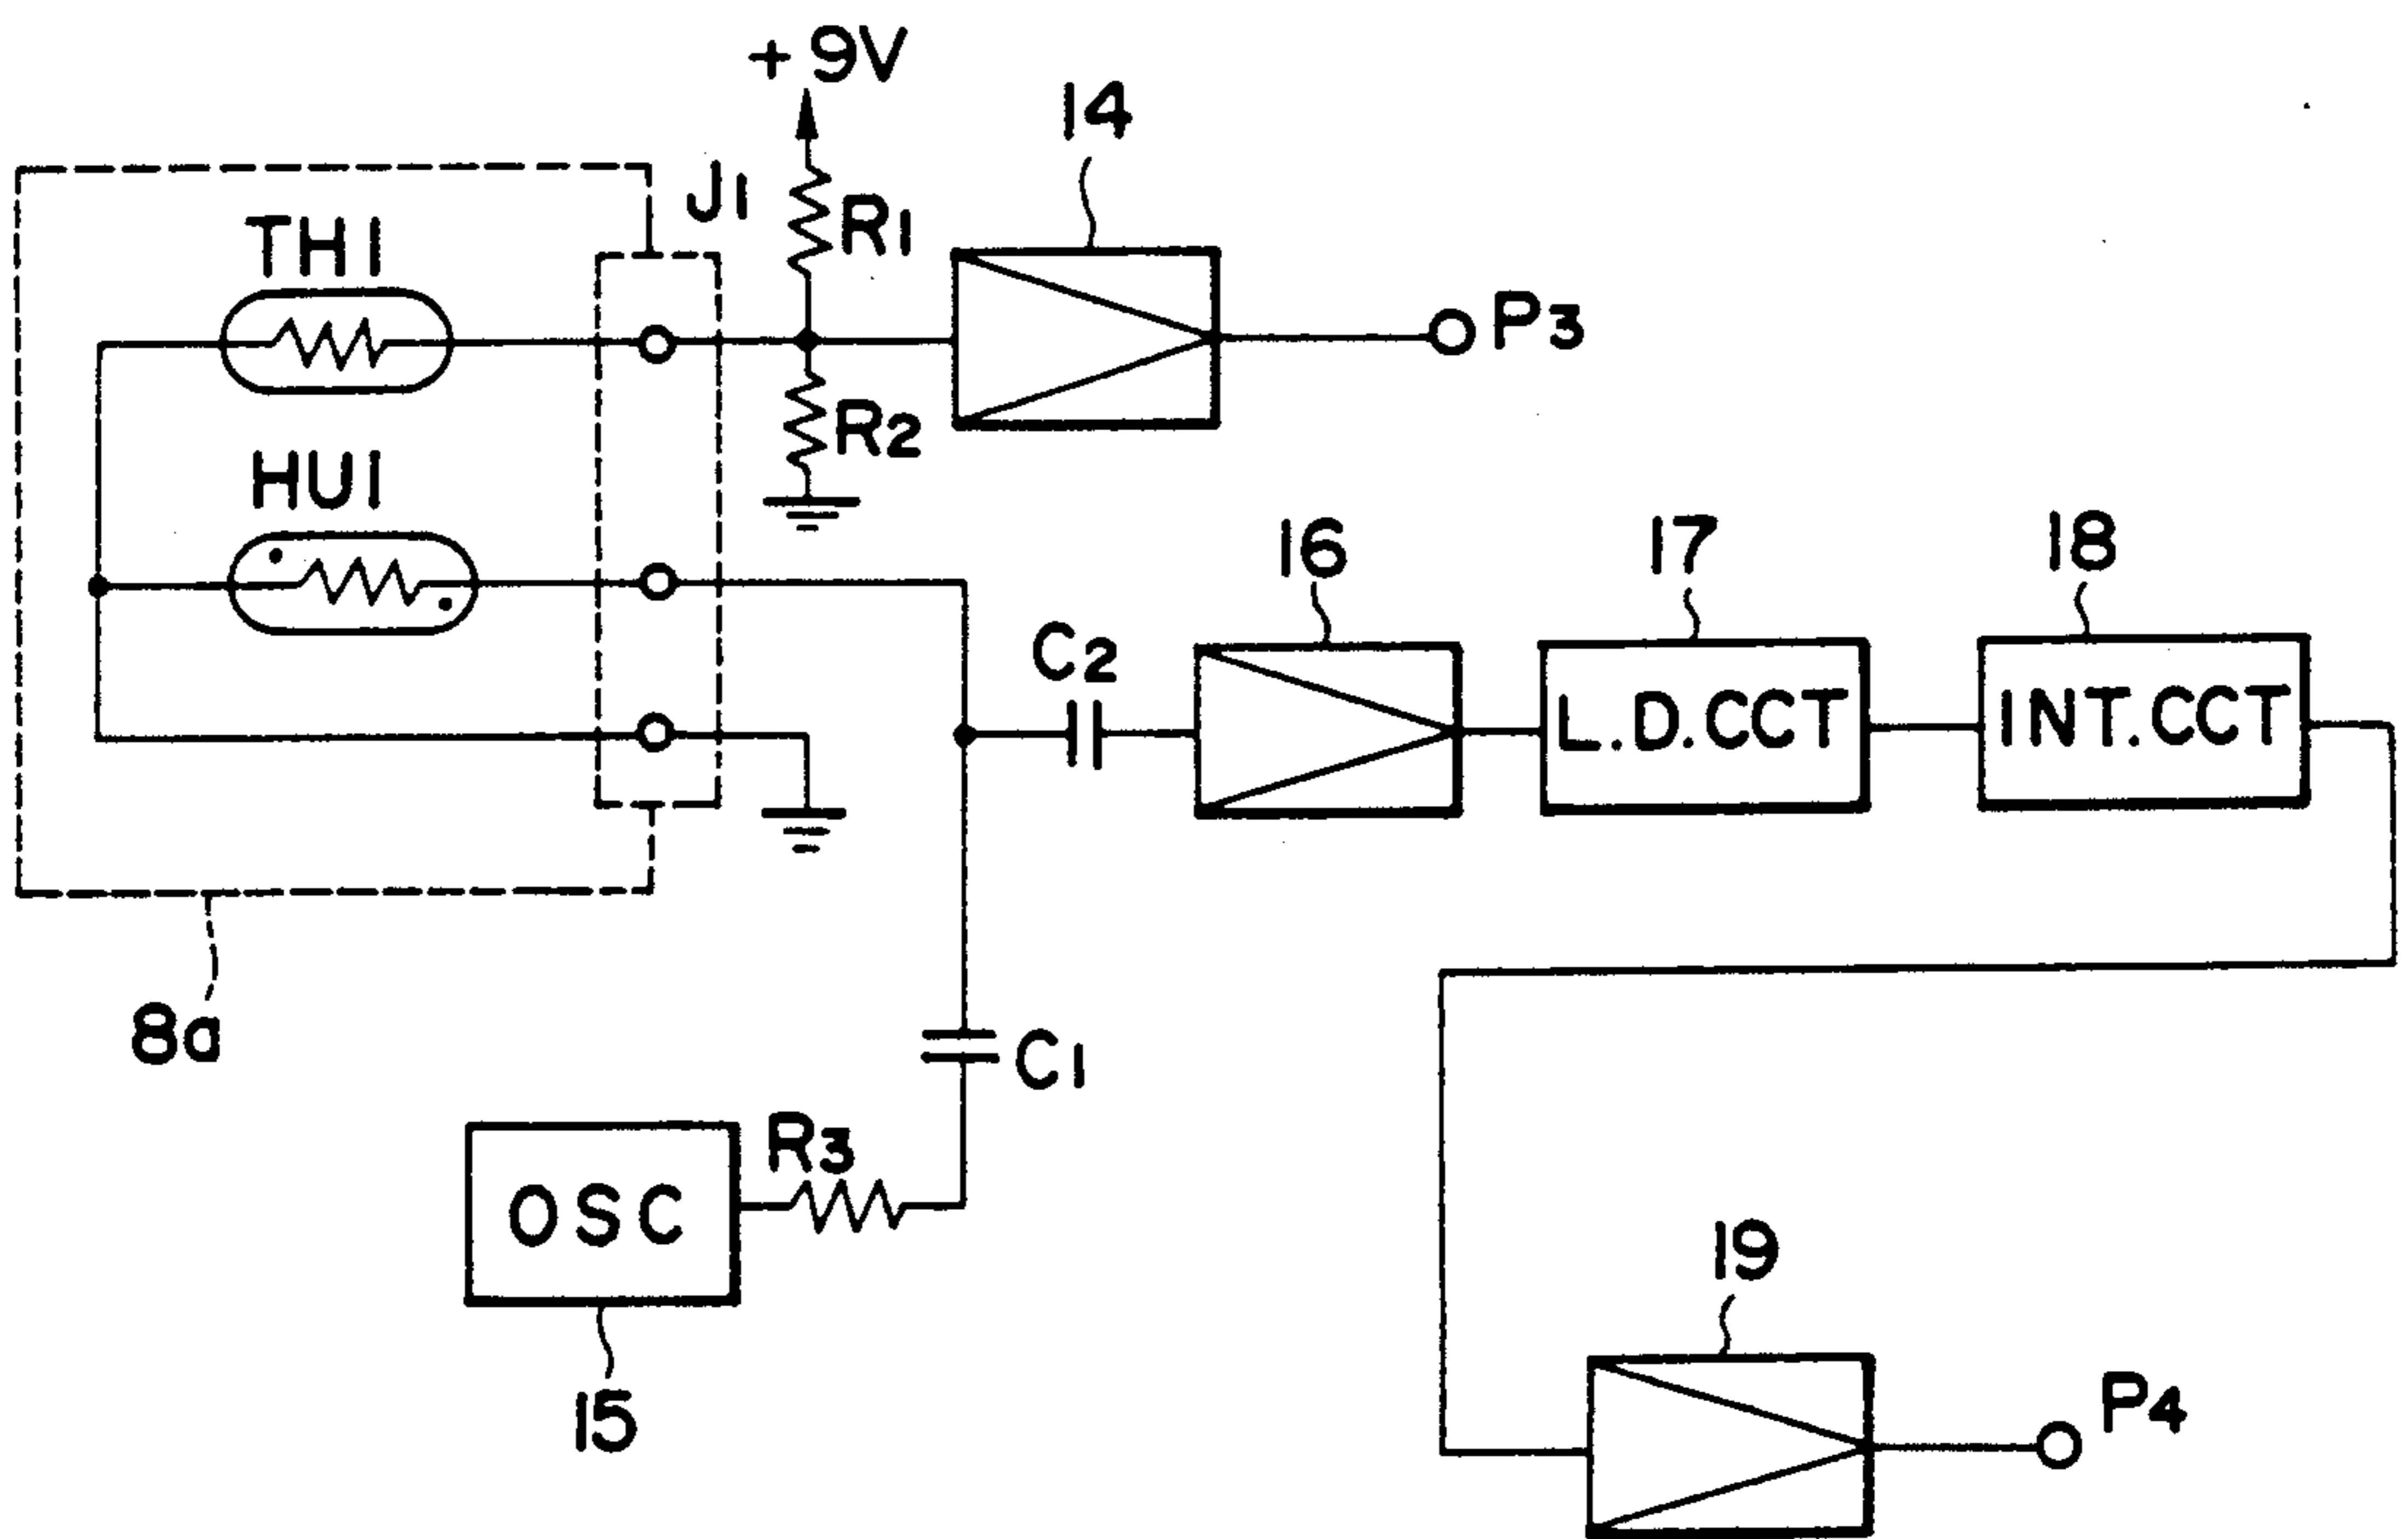 +9V
14
J1
TH1
R1
P3
R2
HU1
16
17
18
C2
L.D.CCT
INT.CCT
8a
C1
R3
OSC
19
15
P4